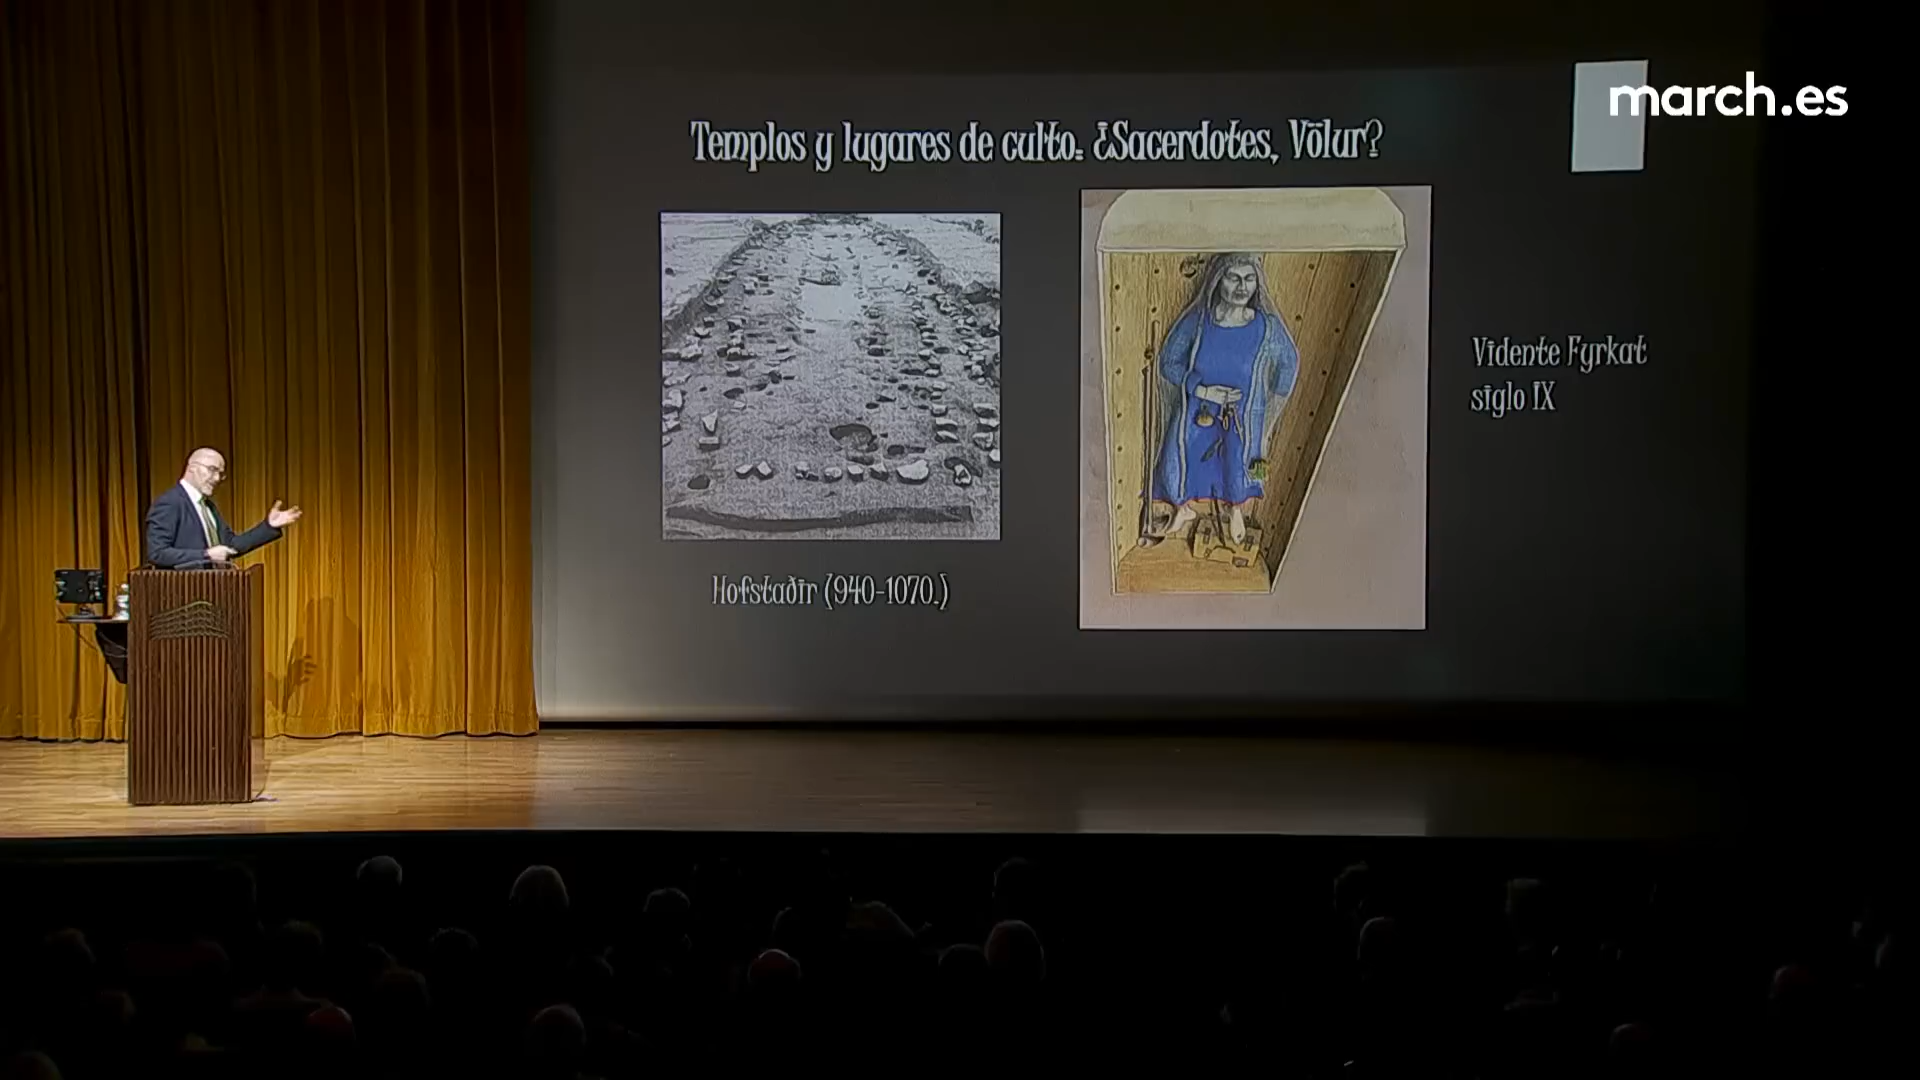 march.es
Templos y lugares de culto. ¿Sacerdotes, Völur?
Vidente Fyrkat
siglo IX
Hofstaðir (940-1070.)